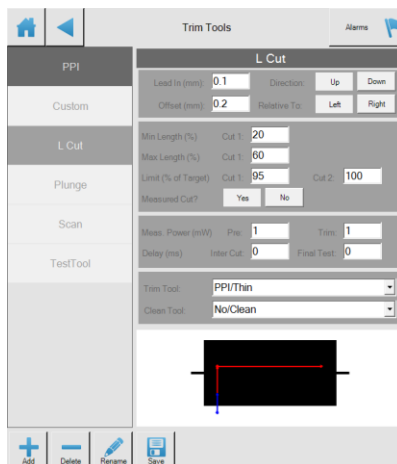 Trim Tools
Alarms
PPI
L Cut
Lead In (mm): 0.1 Direction: Up Down
Custom
Offset (mm): 0.2 Relative To: Left Right
L Cut
Min Length (%) Cut 1: 20
Max Length (%) Cut 1: 60
Plunge
Limit (% of Target) Cut 1: 95 Cut 2: 100
Measured Cut? Yes No
Scan
Meas. Power (mW) Pre: 1 Trim: 1
Delay (ms) Inter Cut: 0 Final Test: 0
TestTool
Trim Tool: PPI/Thin
Clean Tool: No/Clean
Add Delete Rename Save